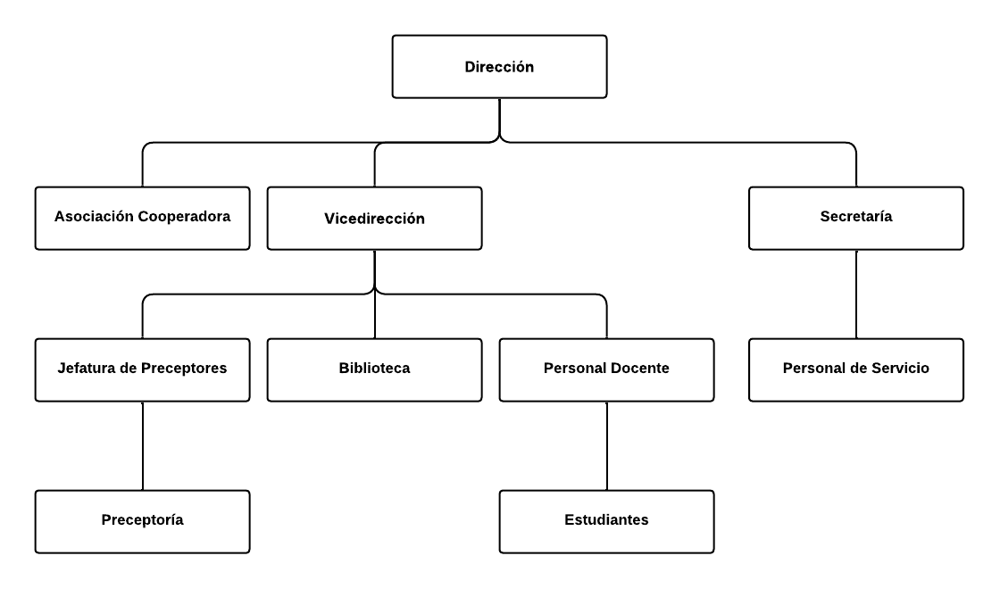 Dirección
Asociación Cooperadora
Vicedirección
Secretaría
Jefatura de Preceptores
Biblioteca
Personal Docente
Personal de Servicio
Preceptoría
Estudiantes